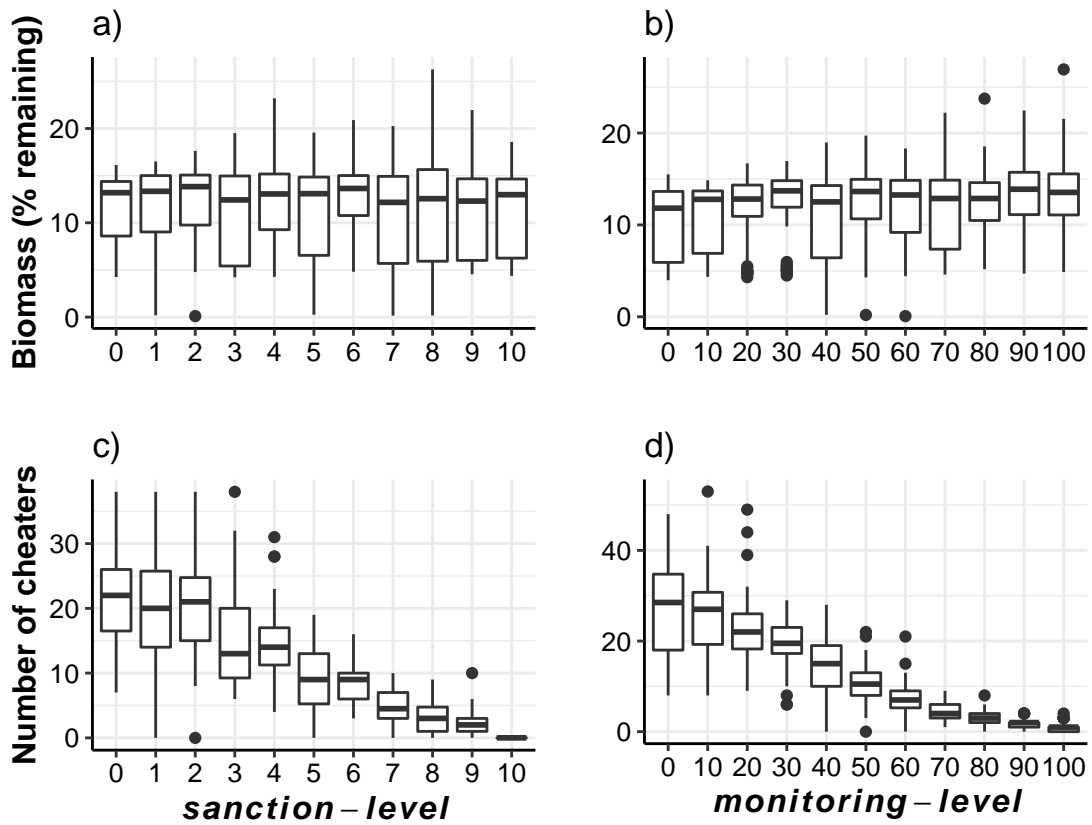 a)
Biomass (% remaining)
20
10
0
0 1 2 3 4 5 6 7 8 9 10
b)
20
10
0
0 10 20 30 40 50 60 70 80 90 100
c)
Number of cheaters
30
20
10
0
0 1 2 3 4 5 6 7 8 9 10
sanction – level
d)
40
20
0
0 10 20 30 40 50 60 70 80 90 100
monitoring – level